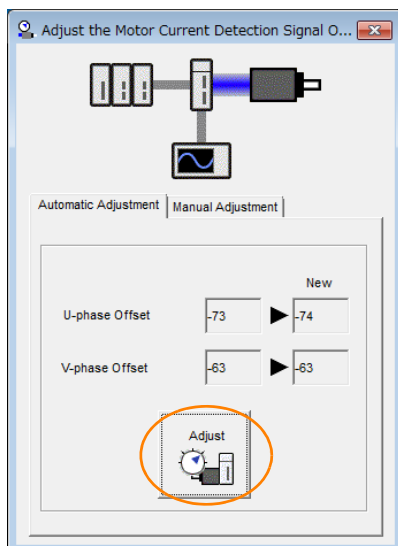 Adjust the Motor Current Detection Signal O...
Automatic Adjustment Manual Adjustment
New
U-phase Offset -73 -74
V-phase Offset -63 -63
Adjust